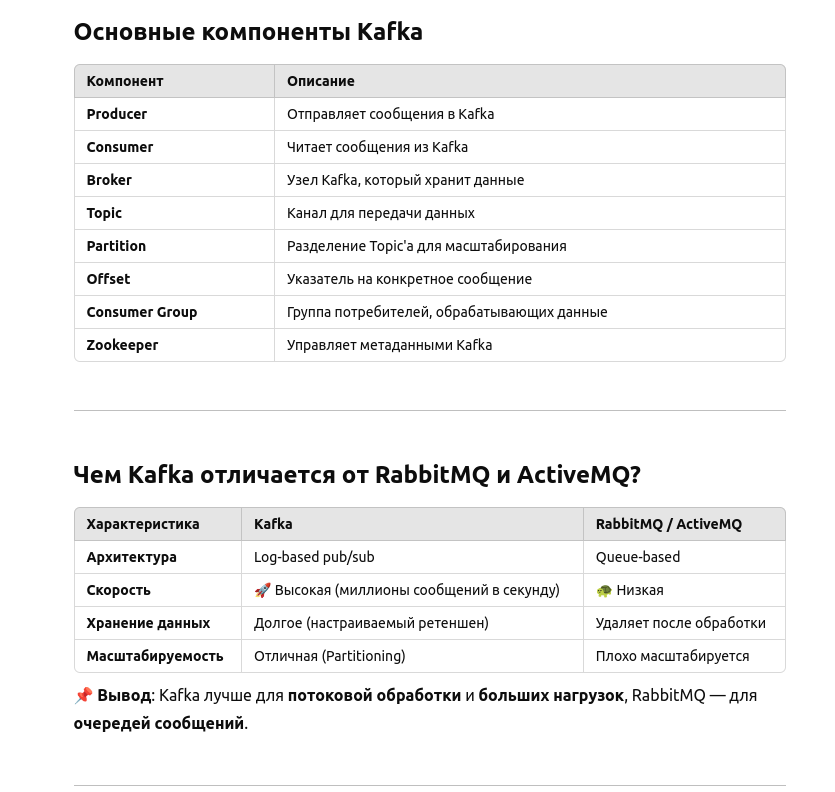 Основные компоненты Kafka
Компонент Описание
Producer Отправляет сообщения в Kafka
Consumer Читает сообщения из Kafka
Broker Узел Kafka, который хранит данные
Topic Канал для передачи данных
Partition Разделение Topic'а для масштабирования
Offset Указатель на конкретное сообщение
Consumer Group Группа потребителей, обрабатывающих данные
Zookeeper Управляет метаданными Kafka
Чем Kafka отличается от RabbitMQ и ActiveMQ?
Характеристика Kafka RabbitMQ / ActiveMQ
Архитектура Log-based pub/sub Queue-based
Скорость 🚀 Высокая (миллионы сообщений в секунду) 🐢 Низкая
Хранение данных Долгое (настраиваемый ретеншен) Удаляет после обработки
Масштабируемость Отличная (Partitioning) Плохо масштабируется
📌 Вывод: Kafka лучше для потоковой обработки и больших нагрузок, RabbitMQ — для
очередей сообщений.